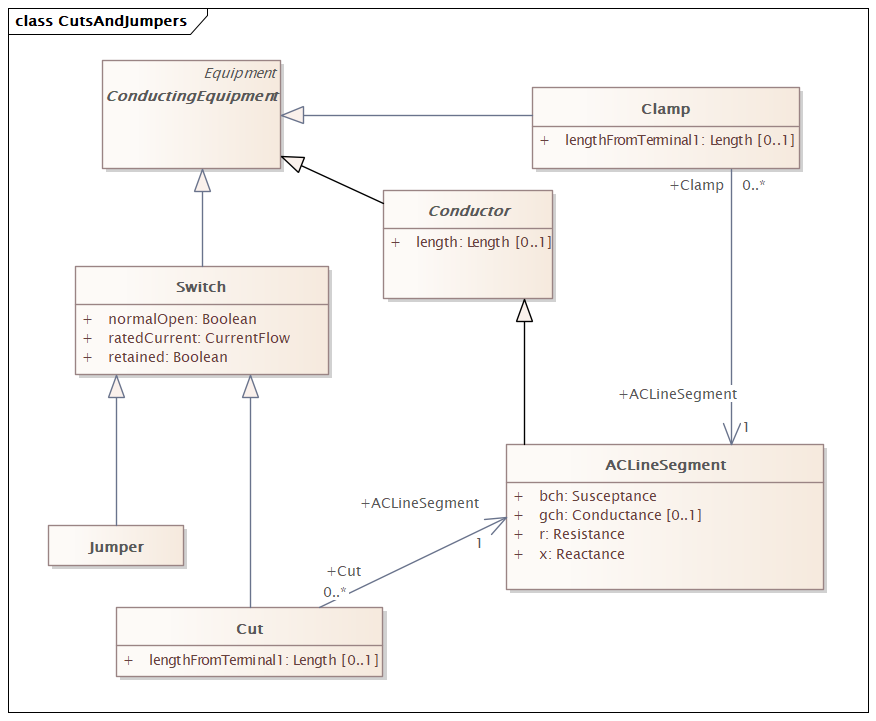 class CutsAndJumpers
Equipment
ConductingEquipment
Clamp
+ lengthFromTerminal1: Length [0..1]
+Clamp 0..*
Conductor
+ length: Length [0..1]
Switch
+ normalOpen: Boolean
+ ratedCurrent: CurrentFlow
+ retained: Boolean
+ACLineSegment
1
ACLineSegment
+ bch: Susceptance
+ gch: Conductance [0..1]
+ r: Resistance
+ x: Reactance
+ACLineSegment
1
Jumper
+Cut
0..*
Cut
+ lengthFromTerminal1: Length [0..1]